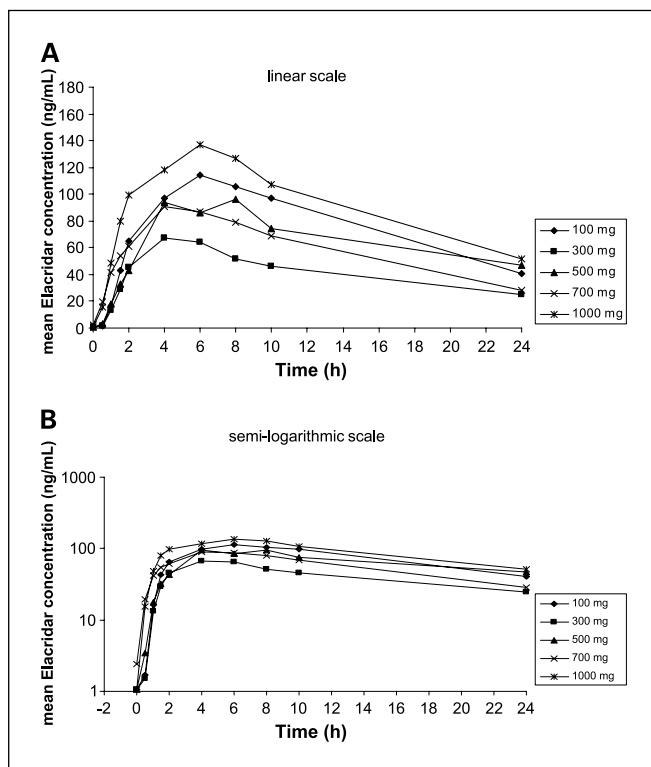 A
linear scale
mean Elacridar concentration (ng/mL)
180
160
140
120
100
80
60
40
20
0
0 2 4 6 8 10 12 14 16 18 20 22 24
Time (h)
100 mg
300 mg
500 mg
700 mg
1000 mg
B
semi-logarithmic scale
mean Elacridar concentration (ng/mL)
1000
100
10
1
-2 0 2 4 6 8 10 12 14 16 18 20 22 24
Time (h)
100 mg
300 mg
500 mg
700 mg
1000 mg